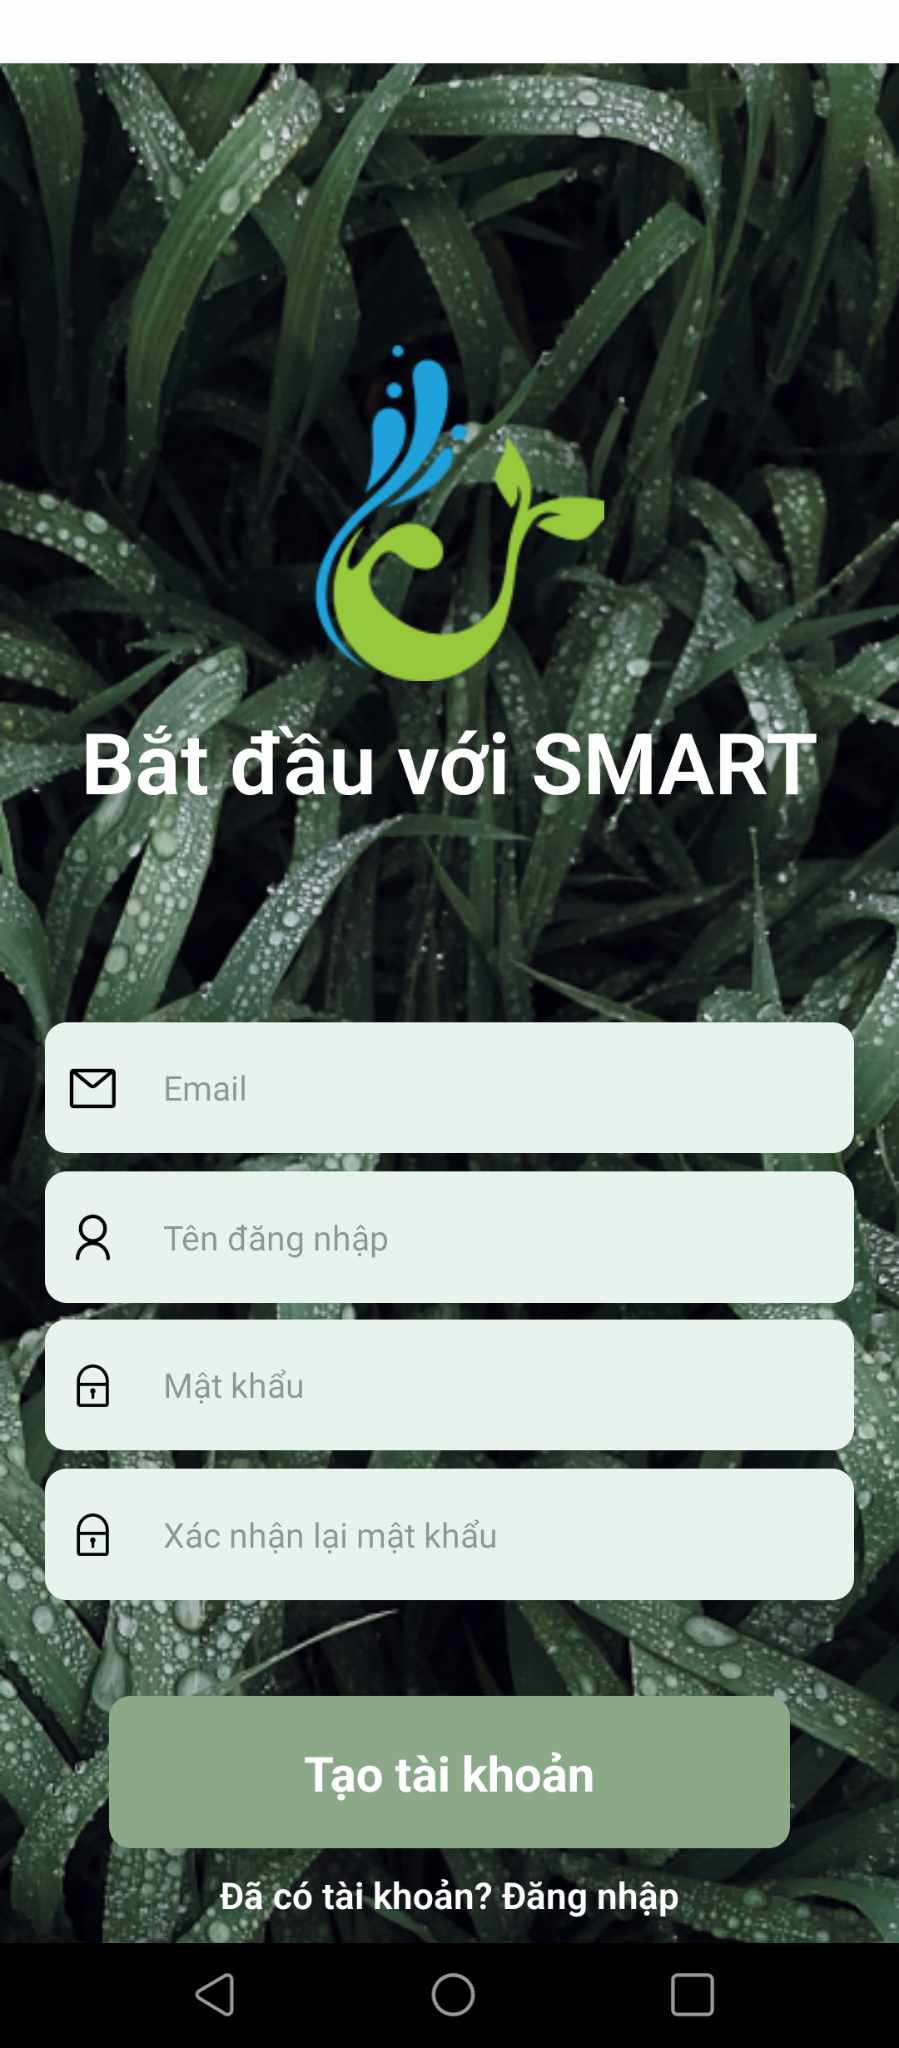 Bắt đầu với SMART
Email
Tên đăng nhập
Mật khẩu
Xác nhận lại mật khẩu
Tạo tài khoản
Đã có tài khoản? Đăng nhập